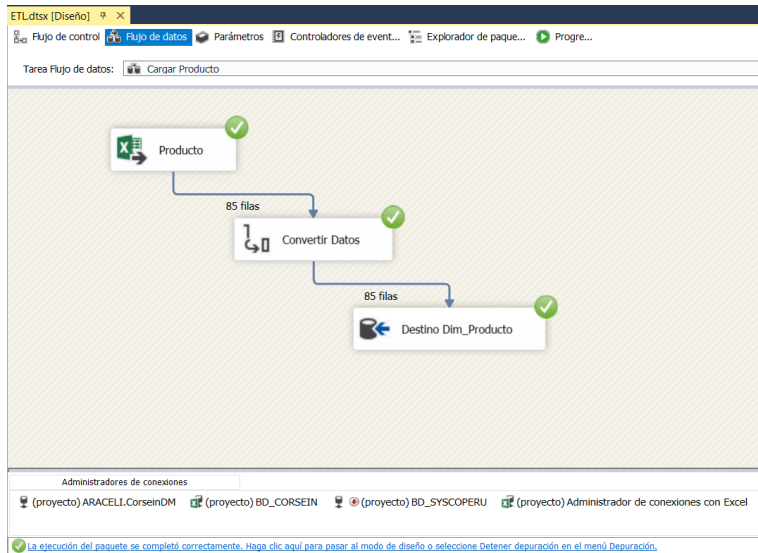 ETL.dtsx [Diseño]
Flujo de control Flujo de datos Parámetros Controladores de event... Explorador de paque... Progre...
Tarea Flujo de datos: Cargar Producto
Producto
85 filas
Convertir Datos
85 filas
Destino Dim_Producto
Administradores de conexiones
(proyecto) ARACELI.CorseinDM (proyecto) BD_CORSEIN (proyecto) BD_SYSCOPERU (proyecto) Administrador de conexiones con Excel
La ejecución del paquete se completó correctamente. Haga clic aquí para pasar al modo de diseño o seleccione Detener depuración en el menú Depuración.